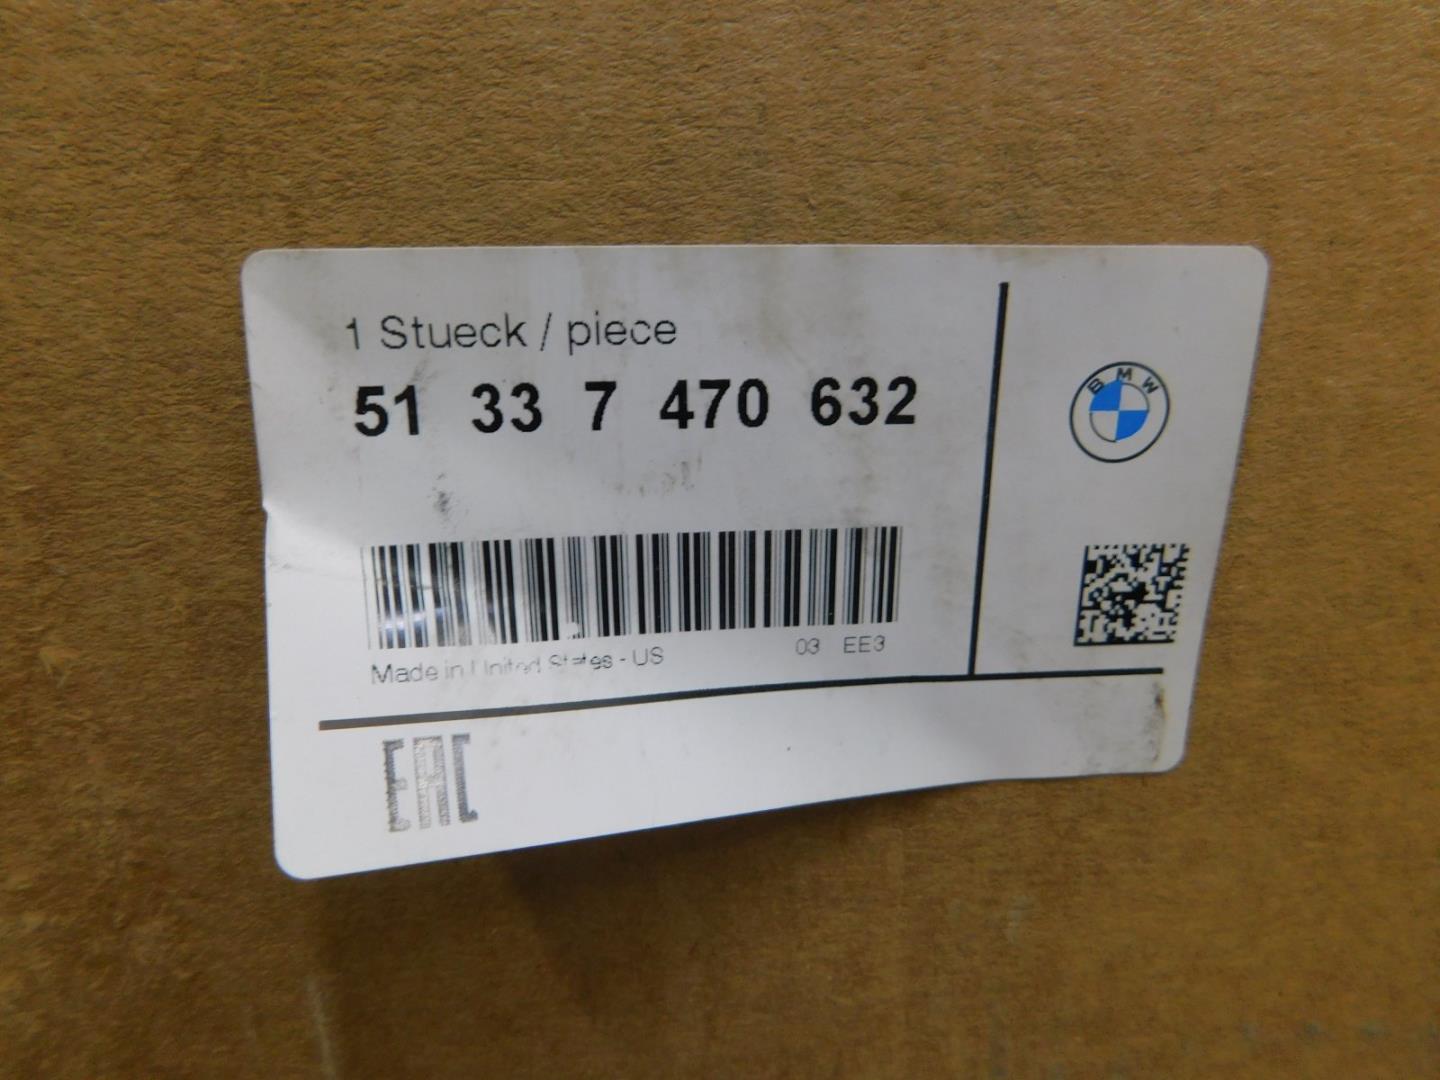 1 Stueck / piece
51 33 7 470 632
BMW
Made in United States - US
03 EE3
EAC